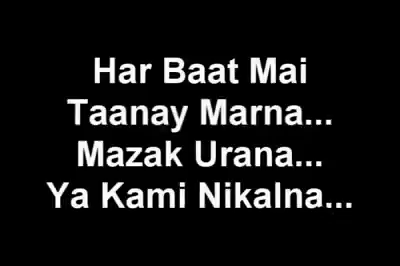 Har Baat Mai
Taanay Marna...
Mazak Urana...
Ya Kami Nikalna...